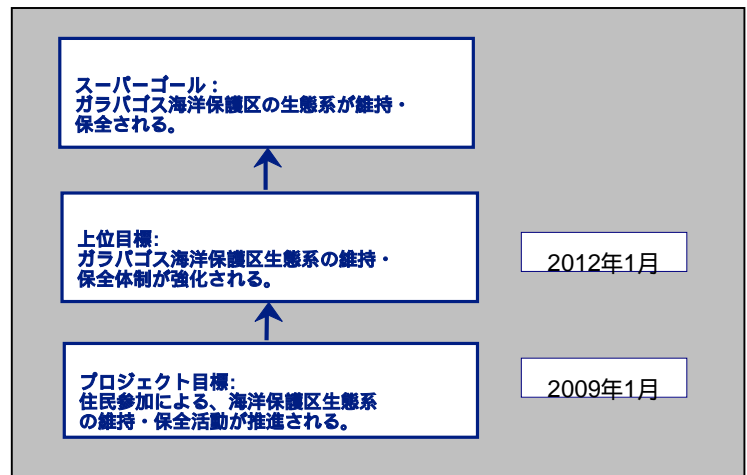 スーパーゴール：
ガラパゴス海洋保護区の生態系が維持・
保全される。
上位目標:
ガラパゴス海洋保護区生態系の維持・
保全体制が強化される。
2012年1月
プロジェクト目標:
住民参加による、海洋保護区生態系
の維持・保全活動が推進される。
2009年1月